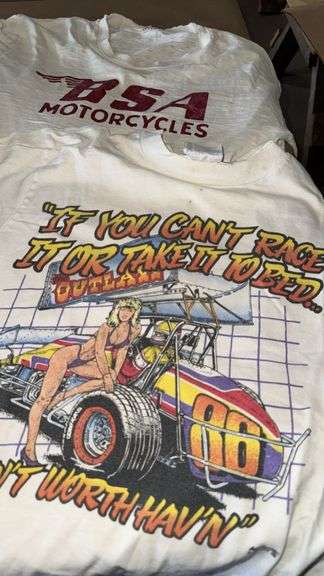 BSA
MOTORCYCLES
"IF YOU CAN'T RACE
IT OR TAKE IT TO BED...
OUTLAW
88
WORTH HAV'N"